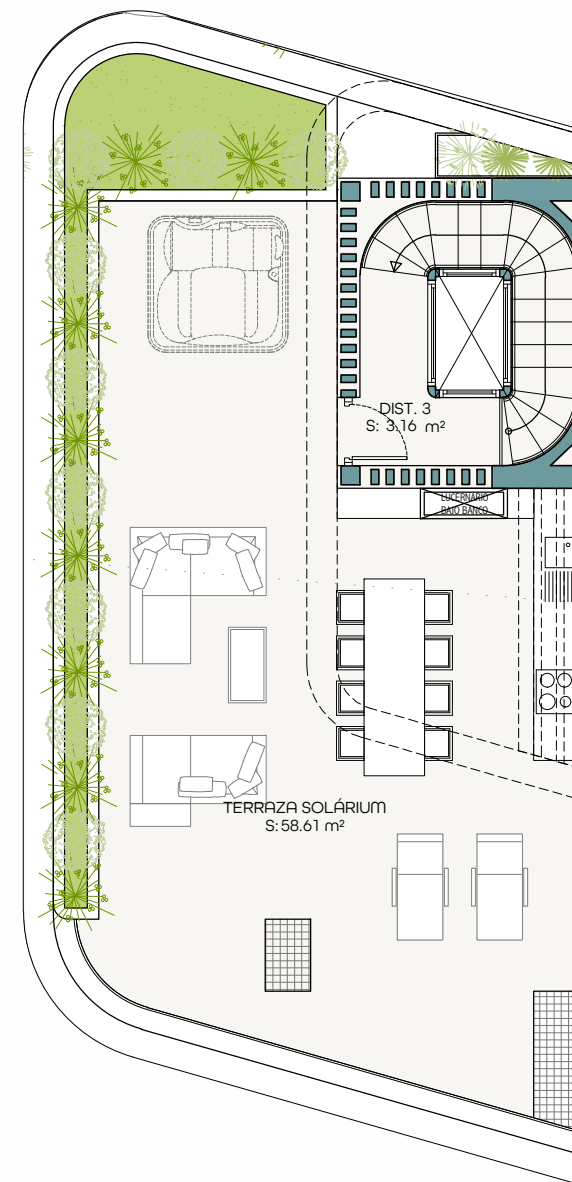 DIST. 3
S: 3.16 m²
LUCERNARIO
BAJO BANCO
TERRAZA SOLÁRIUM
S: 58.61 m²